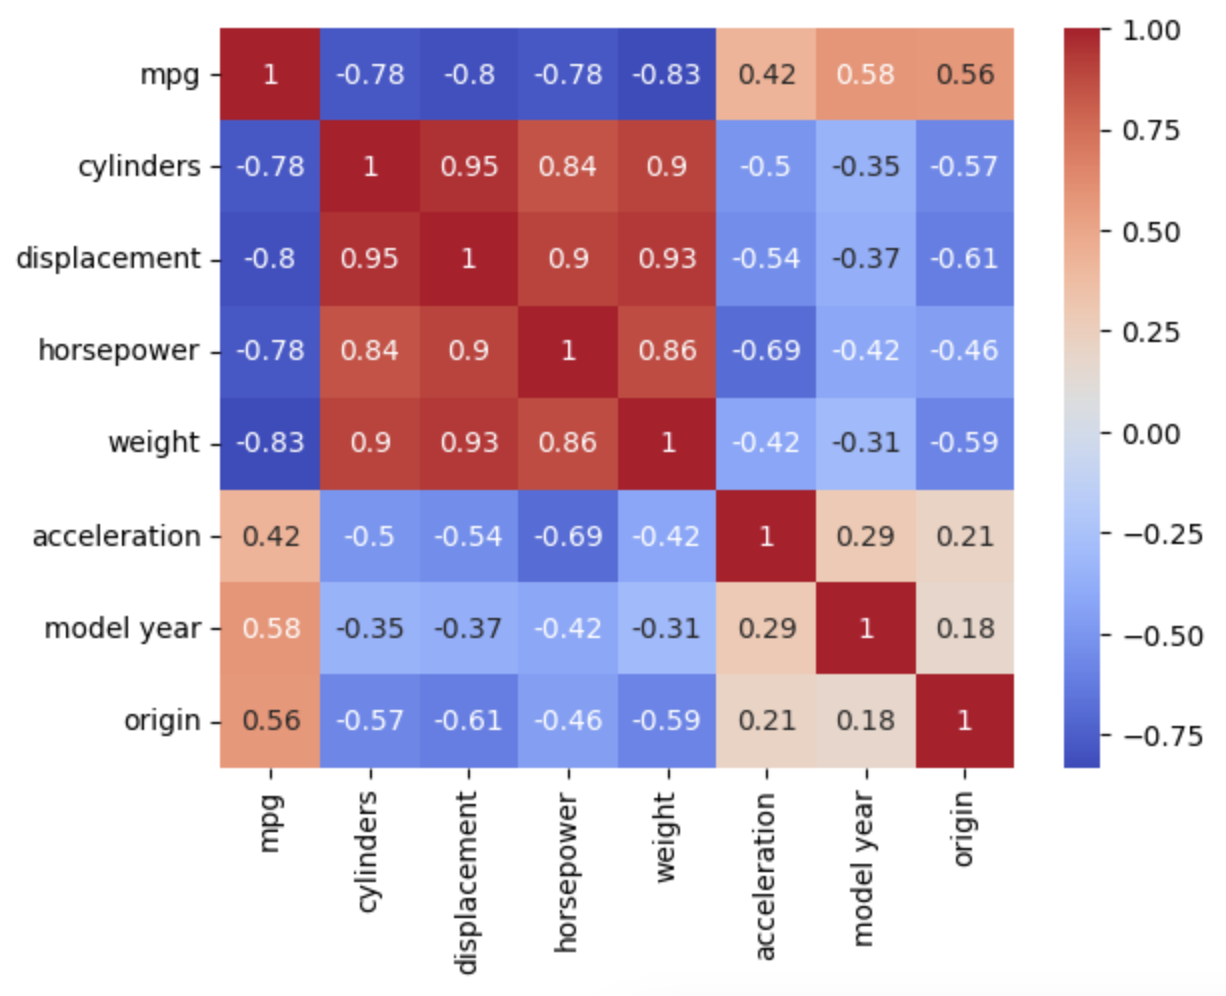 mpg 1 -0.78 -0.8 -0.78 -0.83 0.42 0.58 0.56
cylinders -0.78 1 0.95 0.84 0.9 -0.5 -0.35 -0.57
displacement -0.8 0.95 1 0.9 0.93 -0.54 -0.37 -0.61
horsepower -0.78 0.84 0.9 1 0.86 -0.69 -0.42 -0.46
weight -0.83 0.9 0.93 0.86 1 -0.42 -0.31 -0.59
acceleration 0.42 -0.5 -0.54 -0.69 -0.42 1 0.29 0.21
model year 0.58 -0.35 -0.37 -0.42 -0.31 0.29 1 0.18
origin 0.56 -0.57 -0.61 -0.46 -0.59 0.21 0.18 1
mpg
cylinders
displacement
horsepower
weight
acceleration
model year
origin
1.00
0.75
0.50
0.25
0.00
−0.25
−0.50
−0.75